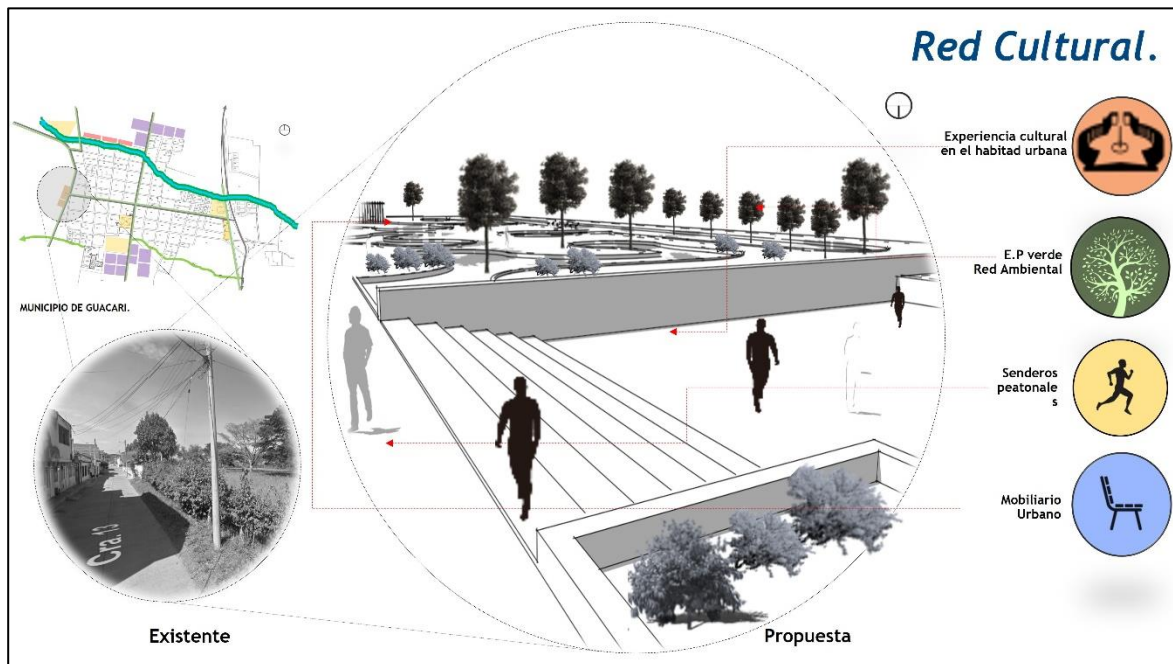 Red Cultural.
Experiencia cultural
en el habitad urbana
E.P verde
Red Ambiental
Senderos
peatonale
s
Mobiliario
Urbano
MUNICIPIO DE GUACARI.
Cra.13
Existente
Propuesta